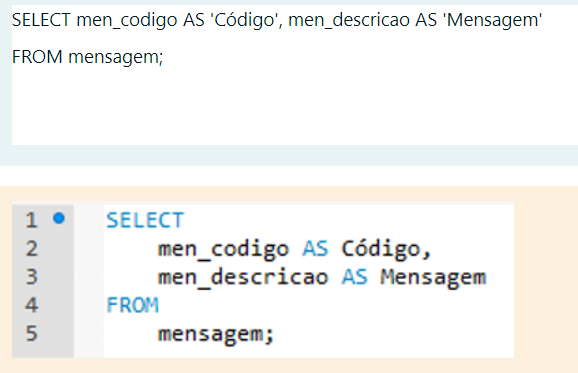 SELECT men_codigo AS 'Código', men_descricao AS 'Mensagem'
FROM mensagem;
1 SELECT
2 men_codigo AS Código,
3 men_descricao AS Mensagem
4 FROM
5 mensagem;